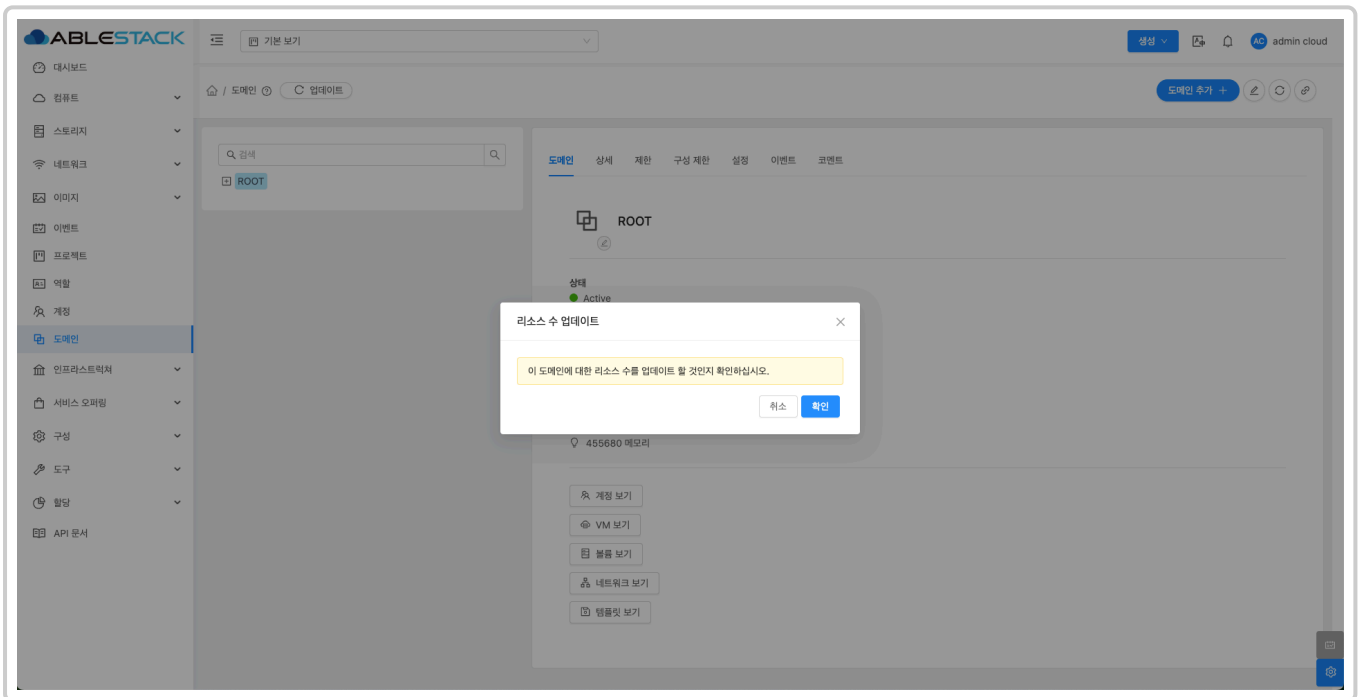 ABLESTACK
기본 보기
생성
AC admin cloud
대시보드
컴퓨트
스토리지
네트워크
이미지
이벤트
프로젝트
역할
계정
도메인
인프라스트럭쳐
서비스 오퍼링
구성
도구
할당
API 문서
/ 도메인 업데이트
도메인 추가 +
검색
ROOT
도메인 상세 제한 구성 제한 설정 이벤트 코멘트
ROOT
상태
Active
리소스 수 업데이트
이 도메인에 대한 리소스 수를 업데이트 할 것인지 확인하십시오.
취소 확인
455680 메모리
계정 보기
VM 보기
볼륨 보기
네트워크 보기
템플릿 보기